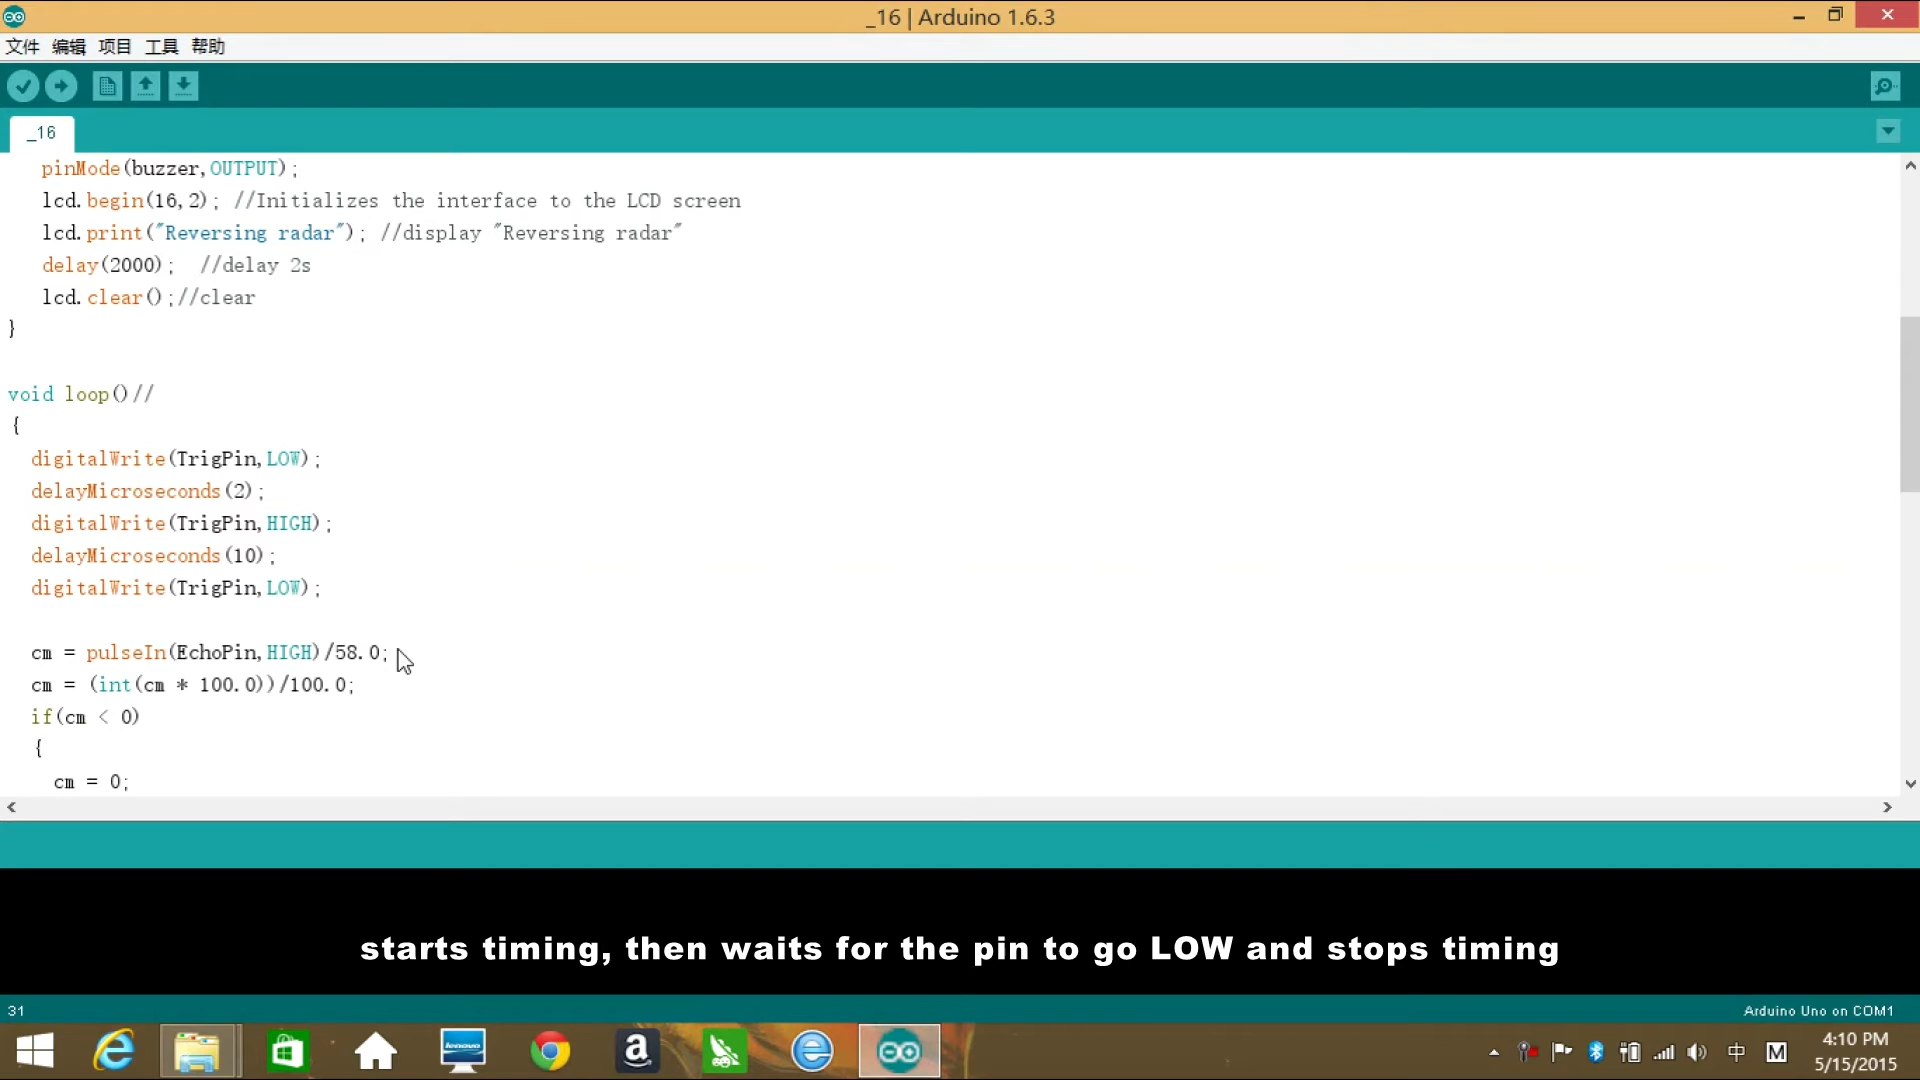 _16 | Arduino 1.6.3
文件 编辑 项目 工具 帮助
_16
pinMode(buzzer,OUTPUT);
lcd.begin(16,2); //Initializes the interface to the LCD screen
lcd.print("Reversing radar"); //display "Reversing radar"
delay(2000);  //delay 2s
lcd.clear();//clear
}
void loop()//
{
digitalWrite(TrigPin,LOW);
delayMicroseconds(2);
digitalWrite(TrigPin,HIGH);
delayMicroseconds(10);
digitalWrite(TrigPin,LOW);
cm = pulseIn(EchoPin,HIGH)/58.0;
cm = (int(cm * 100.0))/100.0;
if(cm < 0)
{
cm = 0;
starts timing, then waits for the pin to go LOW and stops timing
31
Arduino Uno on COM1
lenovo
中
M
4:10 PM
5/15/2015